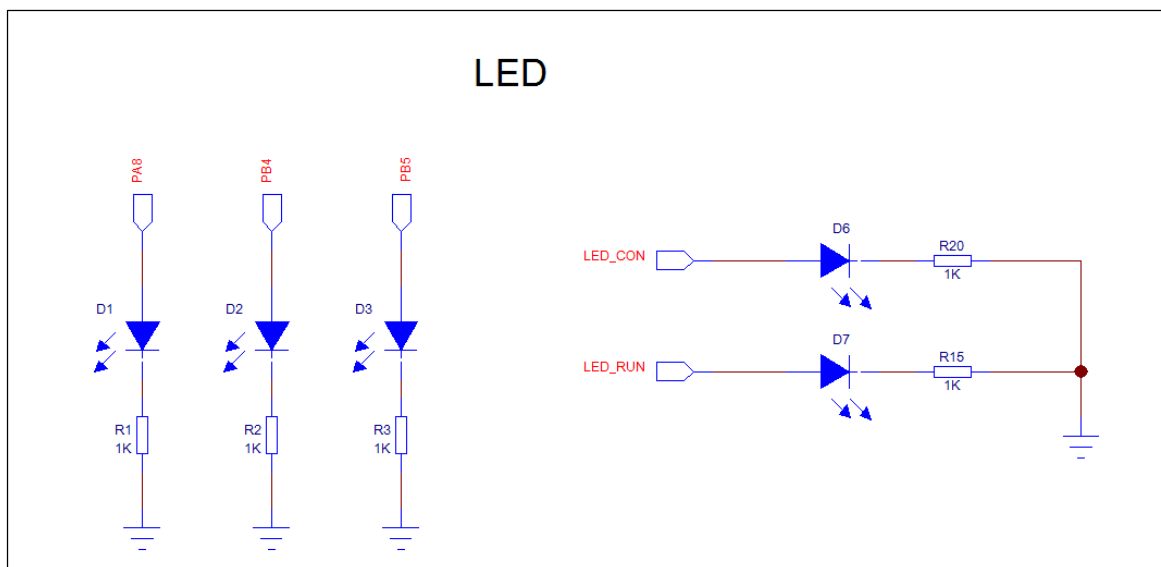 LED
PA8
PB4
PB5
D1
D2
D3
R1
1K
R2
1K
R3
1K
LED_CON
D6
R20
1K
LED_RUN
D7
R15
1K